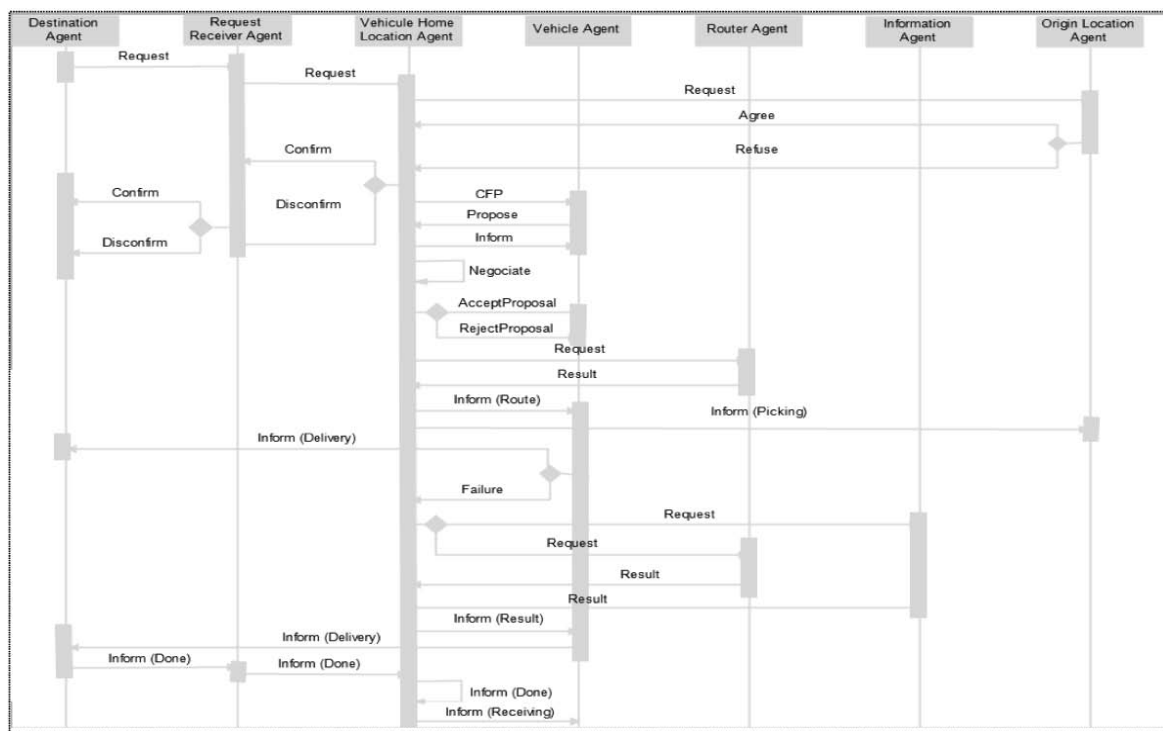 Destination
Agent
Request
Receiver Agent
Vehicule Home
Location Agent
Vehicle Agent
Router Agent
Information
Agent
Origin Location
Agent
Request
Request
Request
Agree
Confirm
Refuse
Confirm
CFP
Disconfirm
Propose
Disconfirm
Inform
Negociate
AcceptProposal
RejectProposal
Request
Result
Inform (Route)
Inform (Picking)
Inform (Delivery)
Failure
Request
Request
Result
Result
Inform (Result)
Inform (Delivery)
Inform (Done)
Inform (Done)
Inform (Done)
Inform (Receiving)